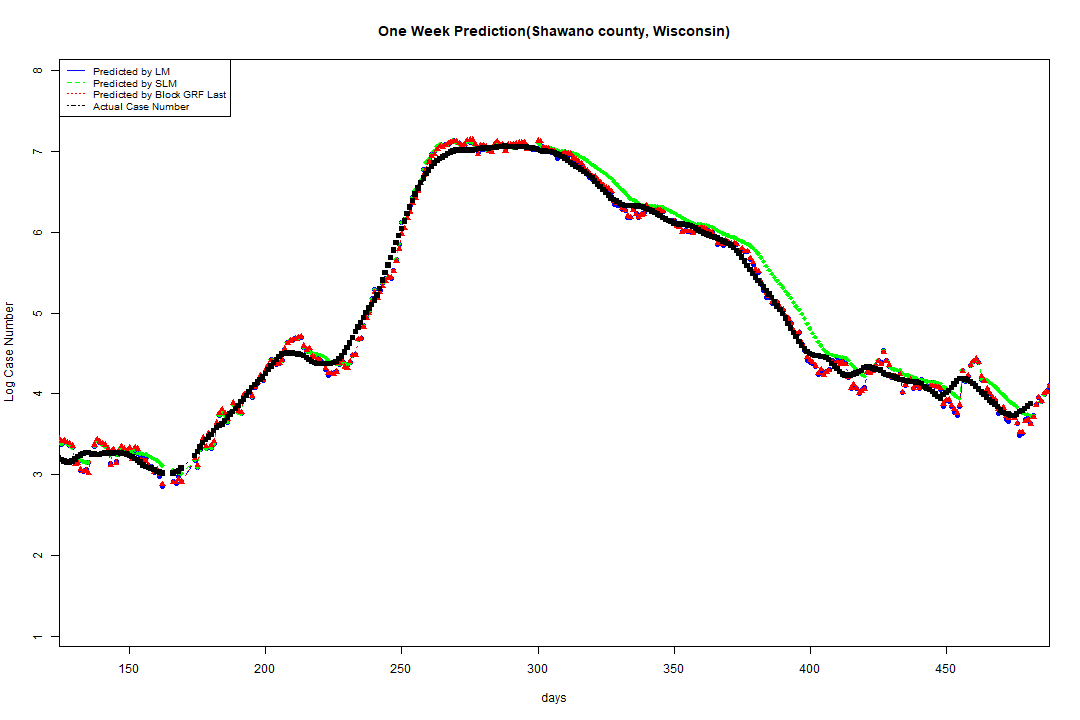 One Week Prediction(Shawano county, Wisconsin)
Predicted by LM
Predicted by SLM
Predicted by Block GRF Last
Actual Case Number
8
7
6
5
4
3
2
1
Log Case Number
150 200 250 300 350 400 450
days